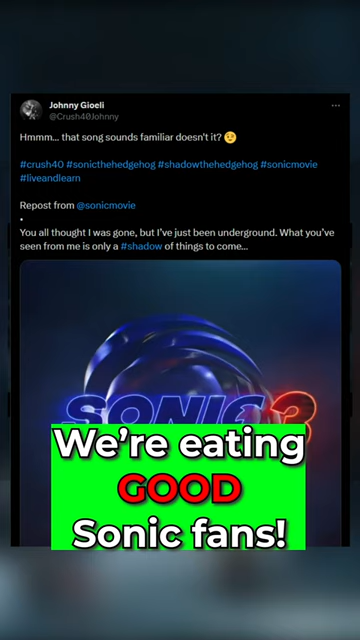 Johnny Gioeli
@Crush40Johnny
Hmmm... that song sounds familiar doesn't it? 🤨
#crush40 #sonicthehedgehog #shadowthehedgehog #sonicmovie
#liveandlearn
Repost from @sonicmovie
•
You all thought I was gone, but I've just been underground. What you've
seen from me is only a #shadow of things to come...
SONIC 3
We're eating
GOOD
Sonic fans!